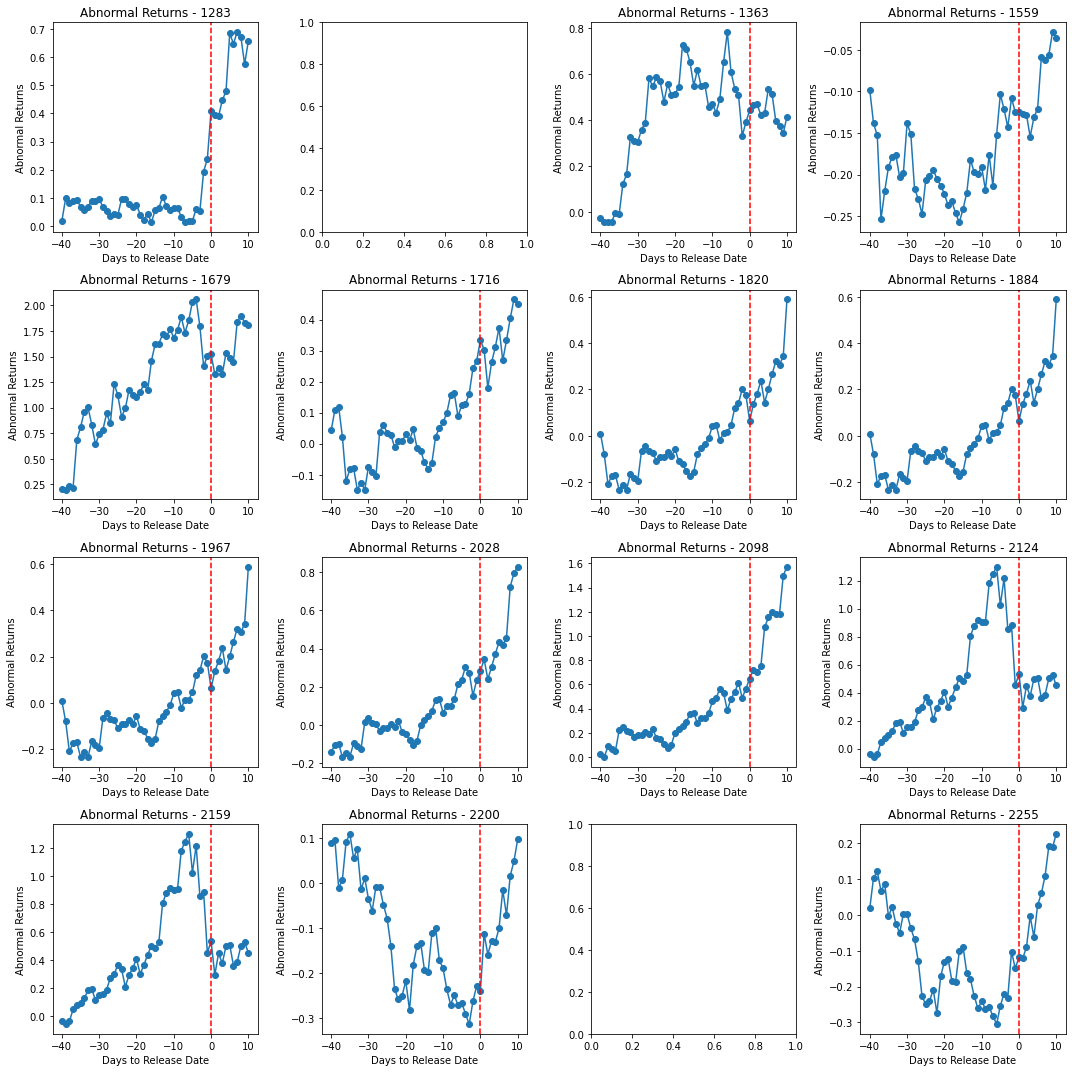 Abnormal Returns - 1283
Abnormal Returns
0.7
0.6
0.5
0.4
0.3
0.2
0.1
0.0
−40 −30 −20 −10 0 10
Days to Release Date
1.0
0.8
0.6
0.4
0.2
0.0
0.0 0.2 0.4 0.6 0.8 1.0
Abnormal Returns - 1363
Abnormal Returns
0.8
0.6
0.4
0.2
0.0
−40 −30 −20 −10 0 10
Days to Release Date
Abnormal Returns - 1559
Abnormal Returns
−0.05
−0.10
−0.15
−0.20
−0.25
−40 −30 −20 −10 0 10
Days to Release Date
Abnormal Returns - 1679
Abnormal Returns
2.00
1.75
1.50
1.25
1.00
0.75
0.50
0.25
−40 −30 −20 −10 0 10
Days to Release Date
Abnormal Returns - 1716
Abnormal Returns
0.4
0.3
0.2
0.1
0.0
−0.1
−40 −30 −20 −10 0 10
Days to Release Date
Abnormal Returns - 1820
Abnormal Returns
0.6
0.4
0.2
0.0
−0.2
−40 −30 −20 −10 0 10
Days to Release Date
Abnormal Returns - 1884
Abnormal Returns
0.6
0.4
0.2
0.0
−0.2
−40 −30 −20 −10 0 10
Days to Release Date
Abnormal Returns - 1967
Abnormal Returns
0.6
0.4
0.2
0.0
−0.2
−40 −30 −20 −10 0 10
Days to Release Date
Abnormal Returns - 2028
Abnormal Returns
0.8
0.6
0.4
0.2
0.0
−0.2
−40 −30 −20 −10 0 10
Days to Release Date
Abnormal Returns - 2098
Abnormal Returns
1.6
1.4
1.2
1.0
0.8
0.6
0.4
0.2
0.0
−40 −30 −20 −10 0 10
Days to Release Date
Abnormal Returns - 2124
Abnormal Returns
1.2
1.0
0.8
0.6
0.4
0.2
0.0
−40 −30 −20 −10 0 10
Days to Release Date
Abnormal Returns - 2159
Abnormal Returns
1.2
1.0
0.8
0.6
0.4
0.2
0.0
−40 −30 −20 −10 0 10
Days to Release Date
Abnormal Returns - 2200
Abnormal Returns
0.1
0.0
−0.1
−0.2
−0.3
−40 −30 −20 −10 0 10
Days to Release Date
1.0
0.8
0.6
0.4
0.2
0.0
0.0 0.2 0.4 0.6 0.8 1.0
Abnormal Returns - 2255
Abnormal Returns
0.2
0.1
0.0
−0.1
−0.2
−0.3
−40 −30 −20 −10 0 10
Days to Release Date